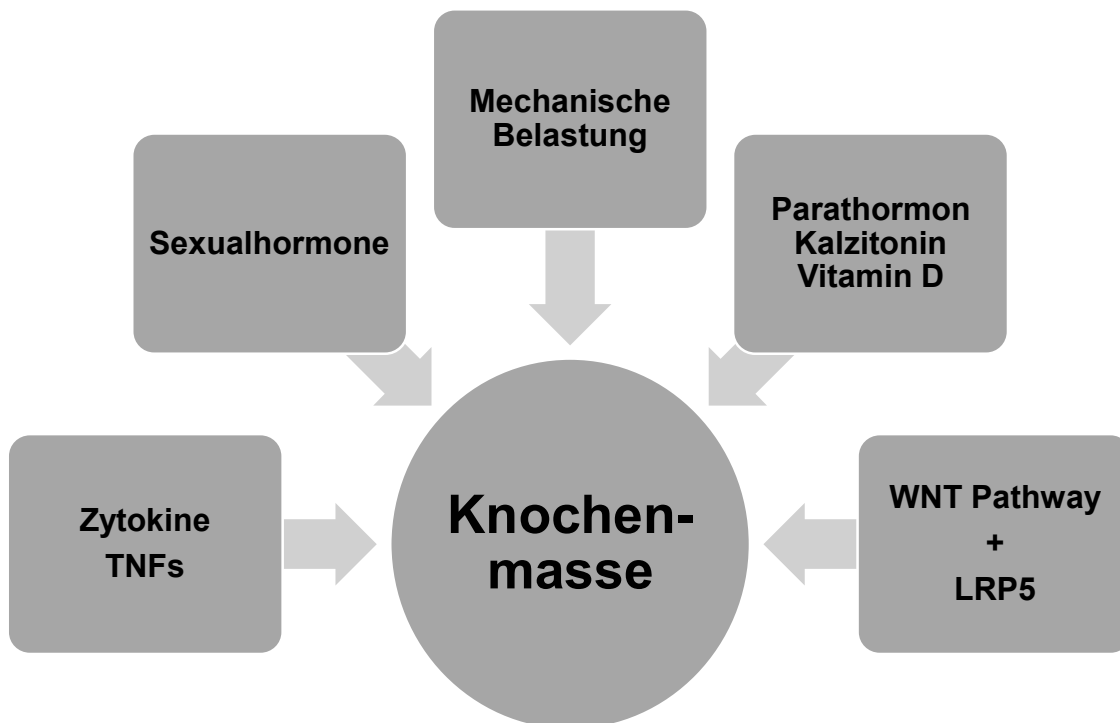 Mechanische
Belastung
Sexualhormone
Parathormon
Kalzitonin
Vitamin D
Zytokine
TNFs
Knochen-
masse
WNT Pathway
+
LRP5